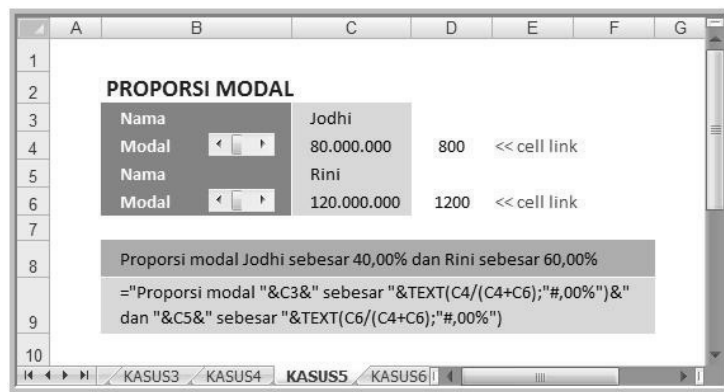 A B C D E F G
1
2 PROPORSI MODAL
3 Nama Jodhi
4 Modal 80.000.000 800 << cell link
5 Nama Rini
6 Modal 120.000.000 1200 << cell link
7
8 Proporsi modal Jodhi sebesar 40,00% dan Rini sebesar 60,00%
="Proporsi modal "&C3&" sebesar "&TEXT(C4/(C4+C6);"#,00%")&"
9 dan "&C5&" sebesar "&TEXT(C6/(C4+C6);"#,00%")
10
KASUS3 KASUS4 KASUS5 KASUS6